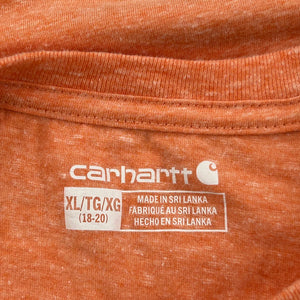 carhartt
XL/TG/XG
(18-20)
MADE IN SRI LANKA
FABRIQUÉ AU SRI LANKA
HECHO EN SRI LANKA